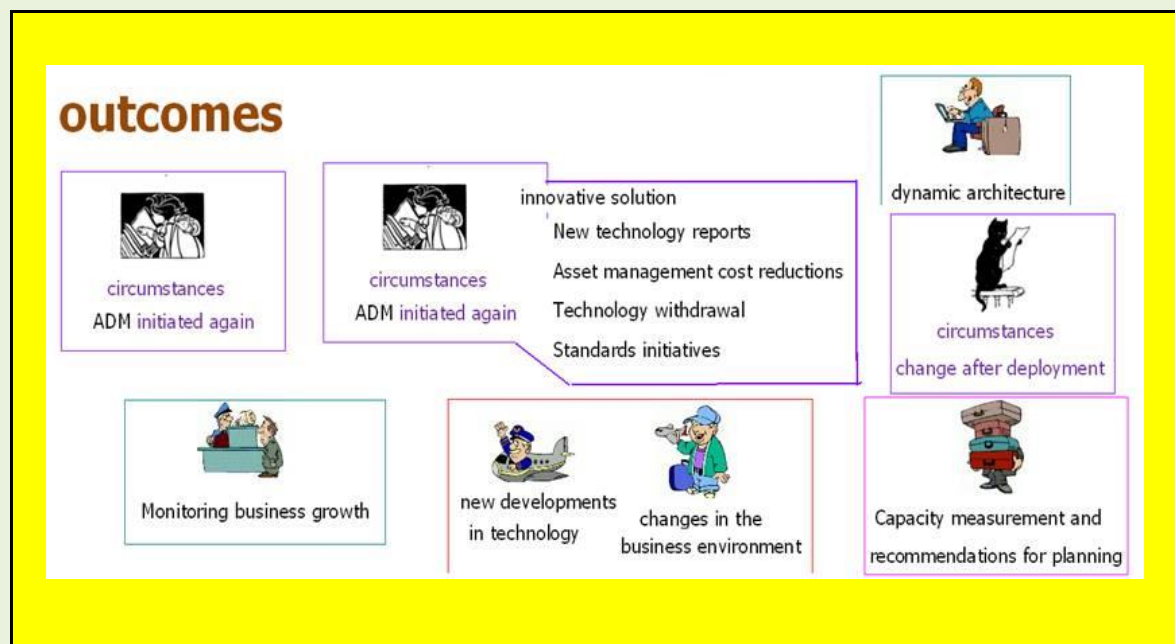 outcomes
circumstances
ADM initiated again
circumstances
ADM initiated again
innovative solution
New technology reports
Asset management cost reductions
Technology withdrawal
Standards initiatives
dynamic architecture
circumstances
change after deployment
Monitoring business growth
new developments
in technology
changes in the
business environment
Capacity measurement and
recommendations for planning